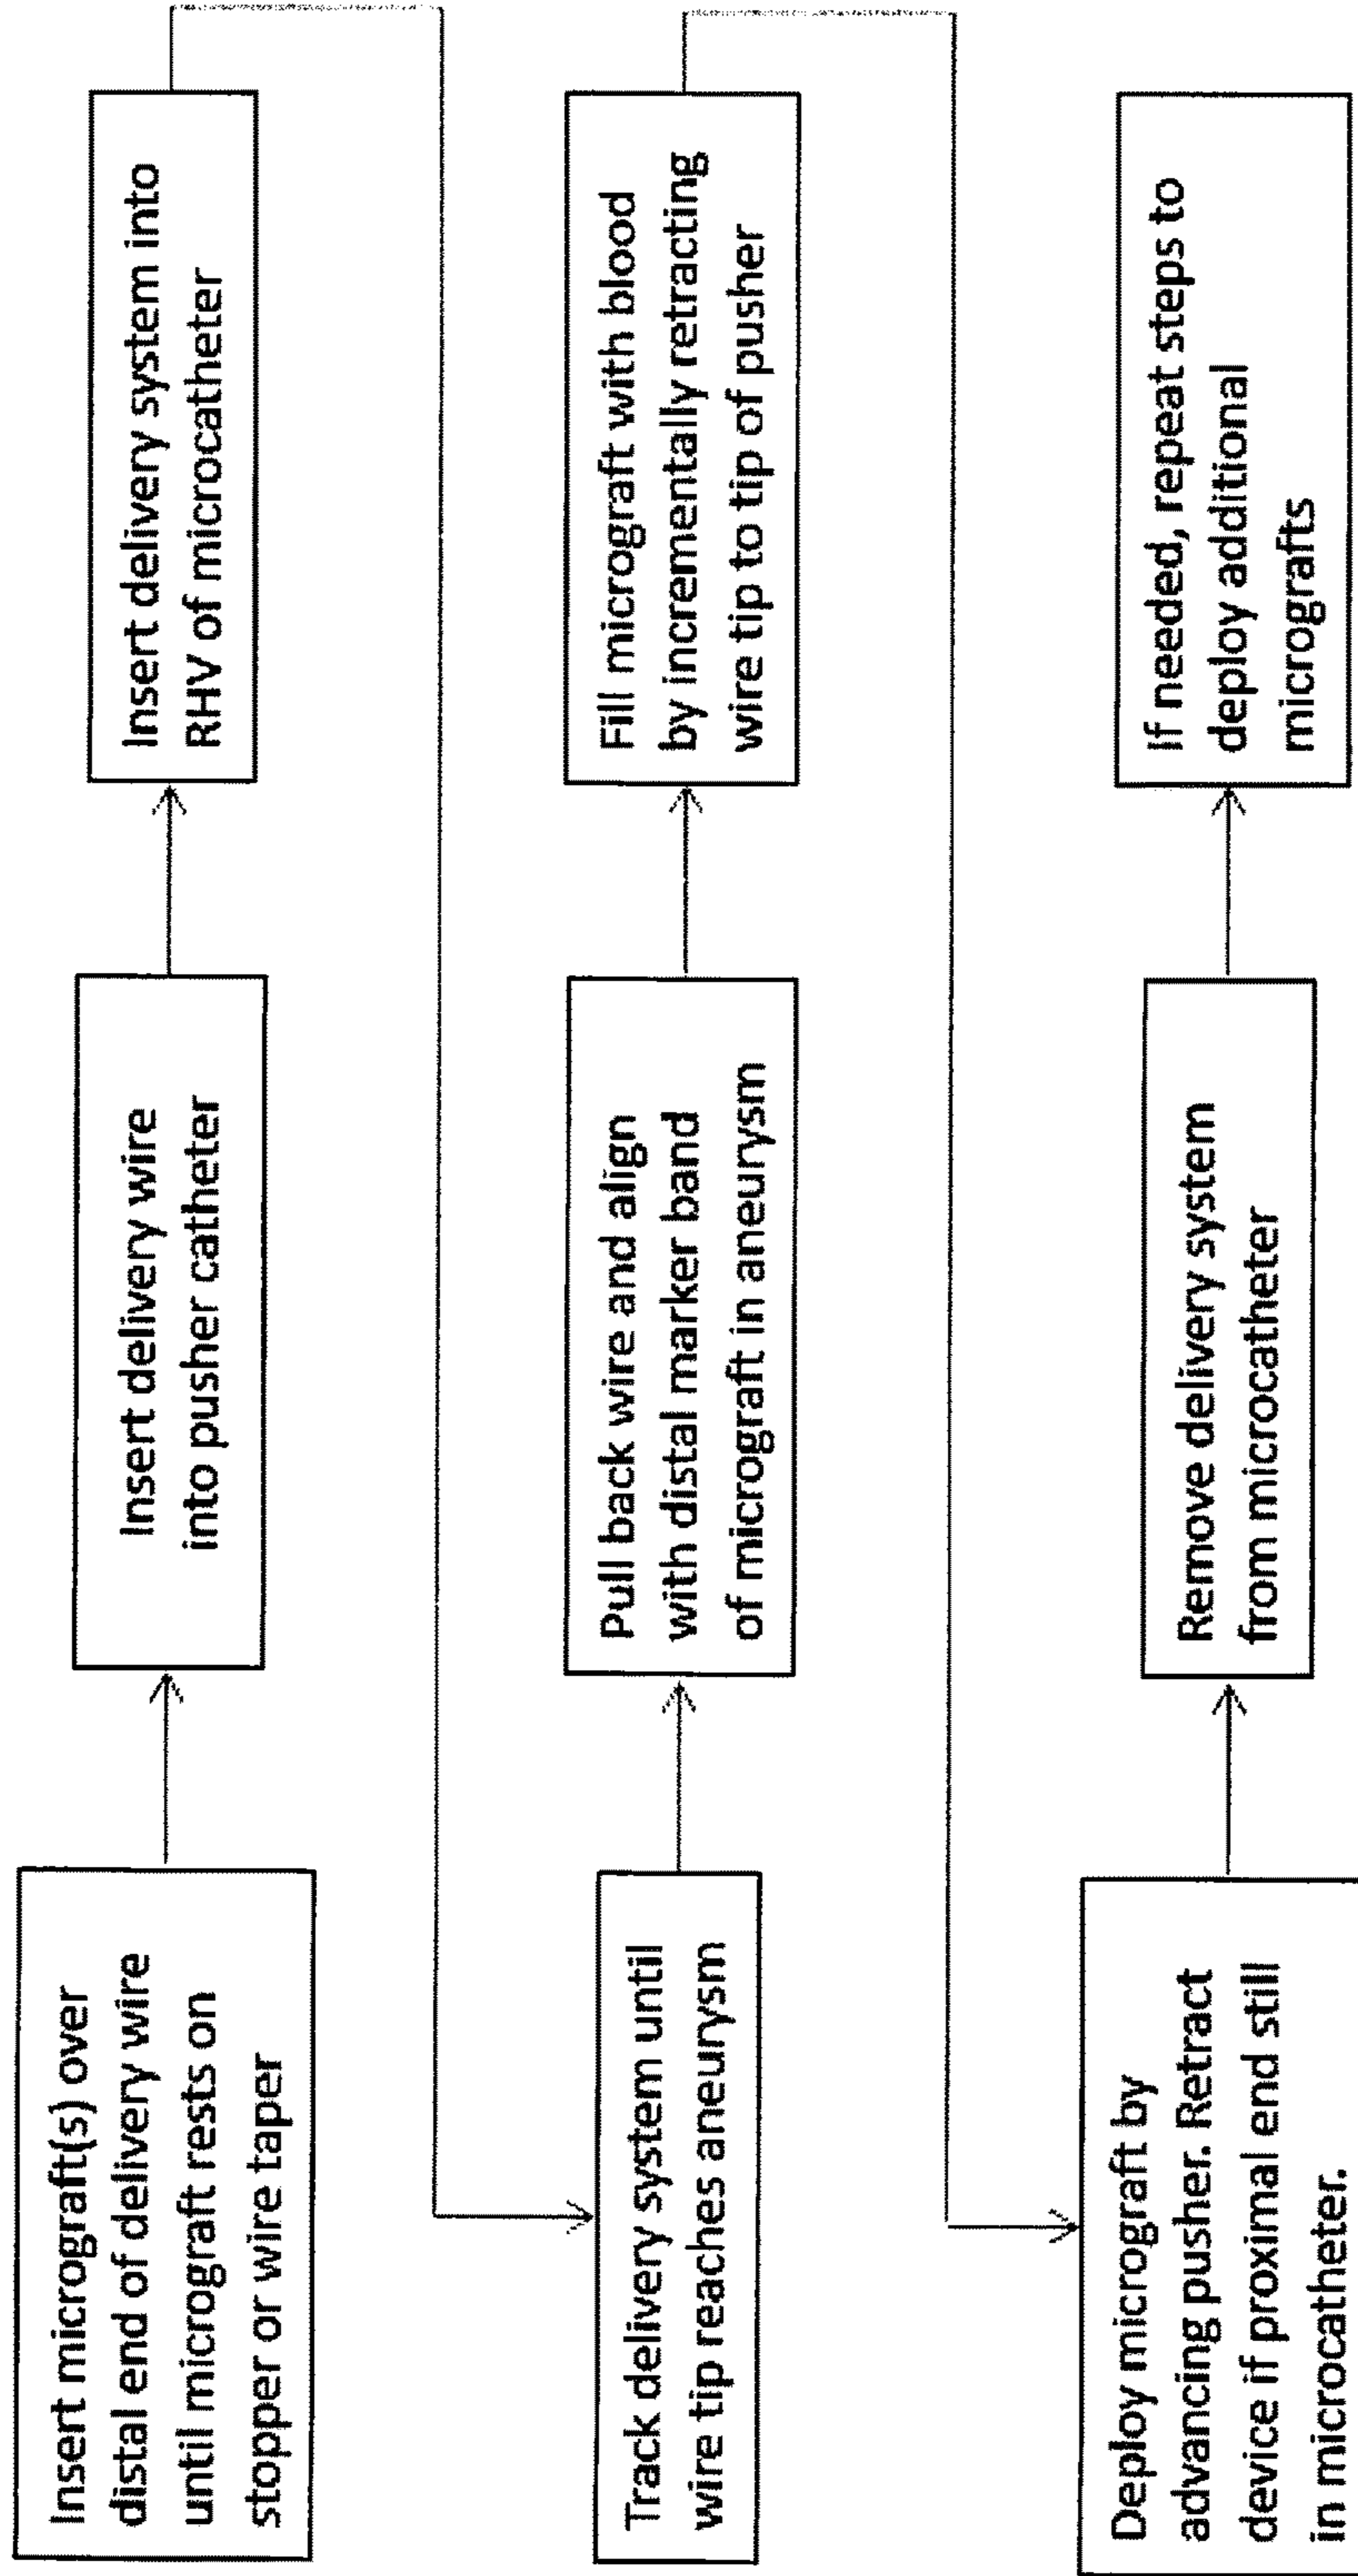 Insert micrograft(s) over
distal end of delivery wire
until micrograft rests on
stopper or wire taper
Insert delivery wire
into pusher catheter
Insert delivery system into
RHV of microcatheter
Track delivery system until
wire tip reaches aneurysm
Pull back wire and align
with distal marker band
of micrograft in aneurysm
Fill micrograft with blood
by incrementally retracting
wire tip to tip of pusher
Deploy micrograft by
advancing pusher. Retract
device if proximal end still
in microcatheter.
Remove delivery system
from microcatheter
If needed, repeat steps to
deploy additional
micrografts